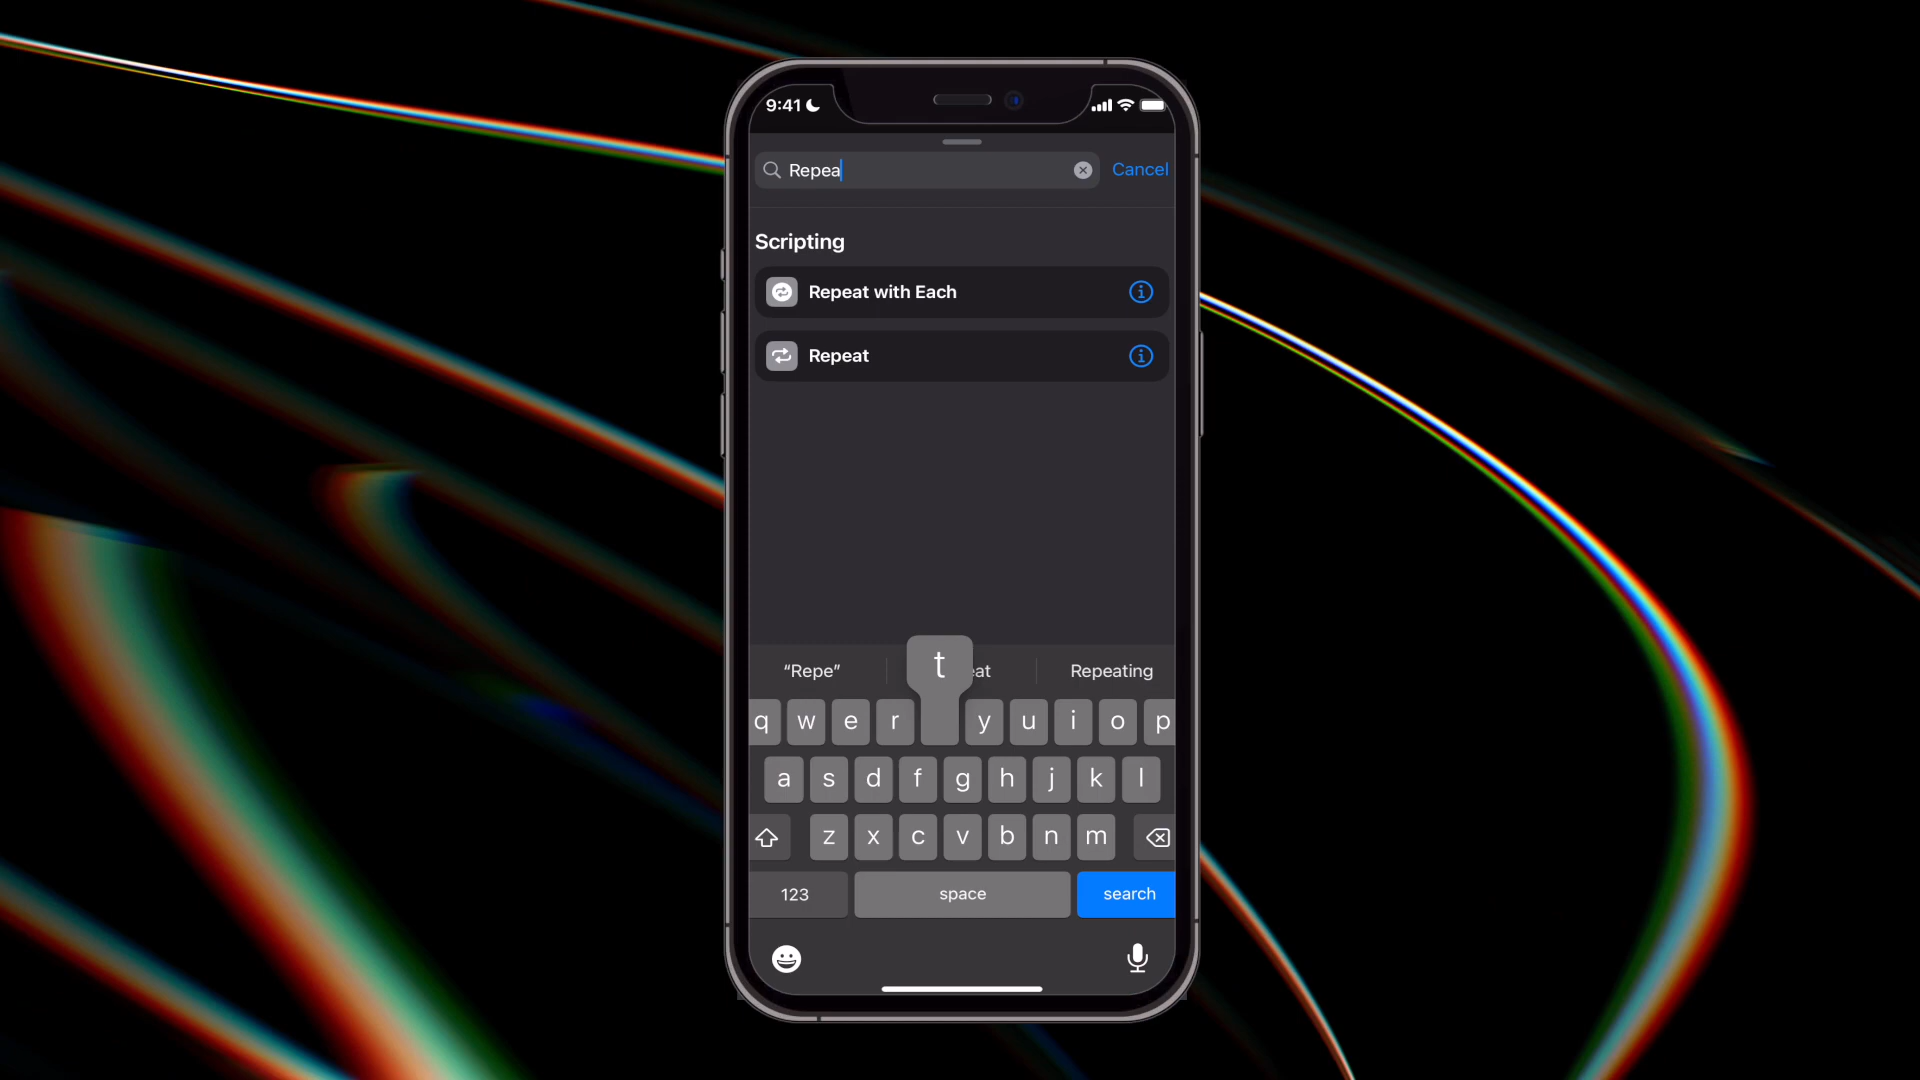 9:41
Repea
Cancel
Scripting
Repeat with Each
Repeat
“Repe”
t
eat
Repeating
q w e r y u i o p
a s d f g h j k l
z x c v b n m
123
space
search